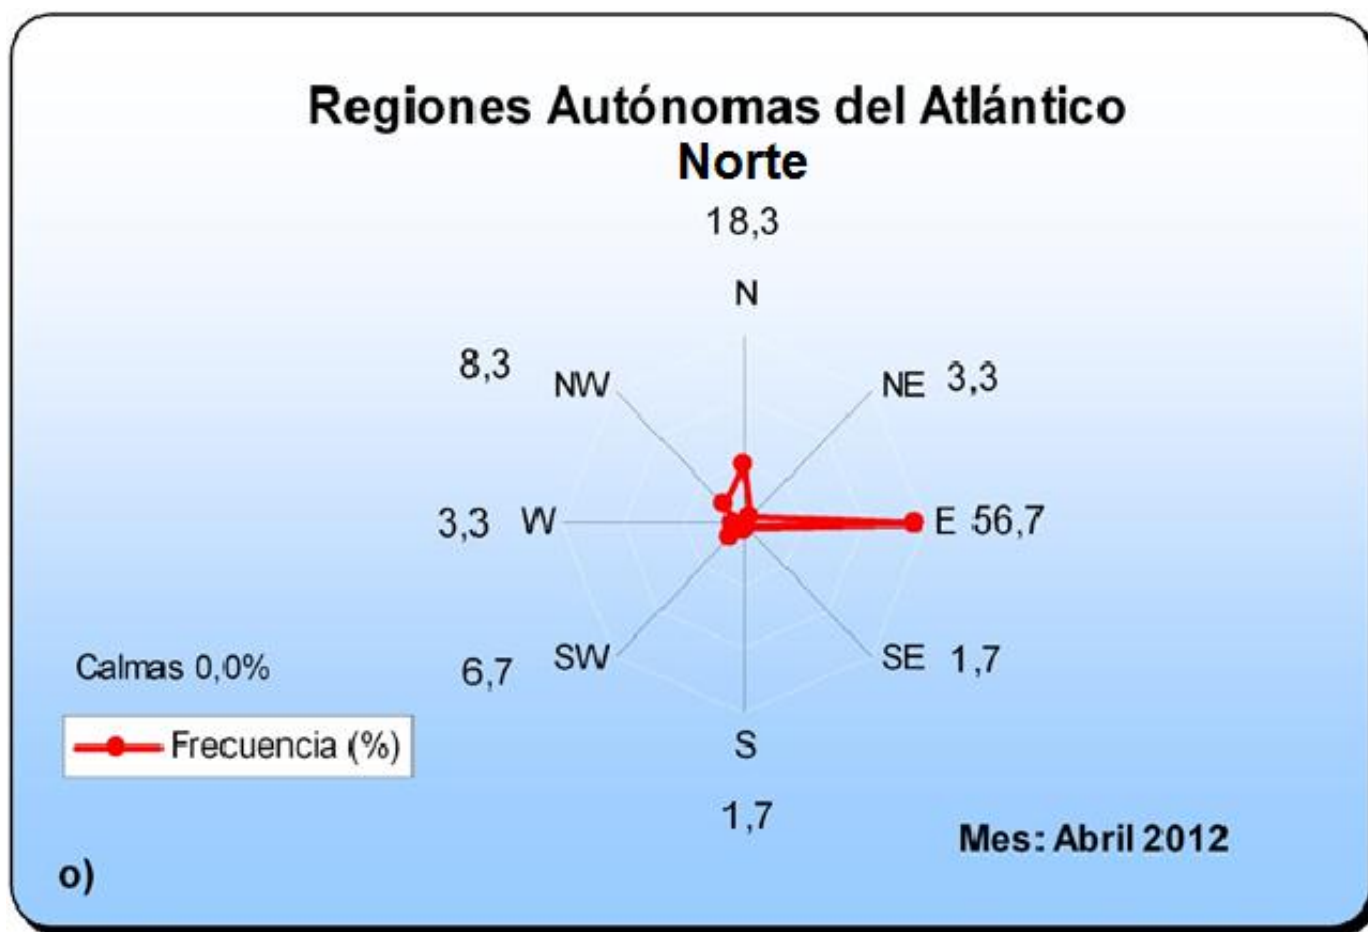 Regiones Autónomas del Atlántico
Norte
18,3
N
8,3
NW
NE
3,3
3,3
W
E
56,7
SW
SE
1,7
6,7
Calmas 0,0%
S
Frecuencia (%)
1,7
Mes: Abril 2012
o)